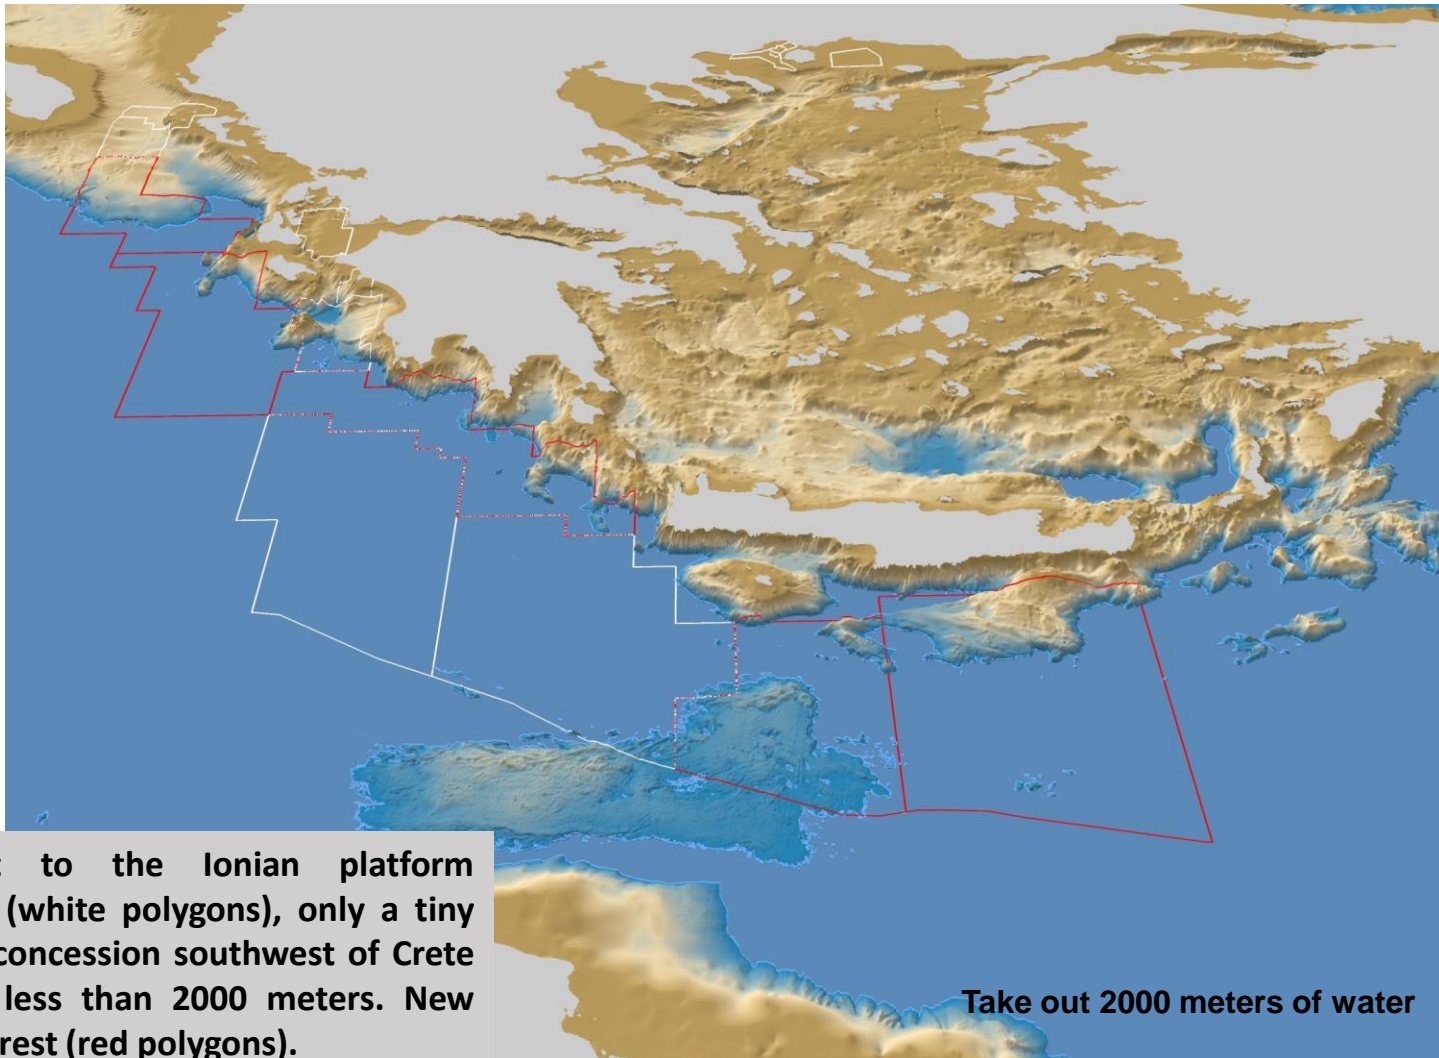 to the Ionian platform
(white polygons), only a tiny
concession southwest of Crete
less than 2000 meters. New
rest (red polygons).
Take out 2000 meters of water